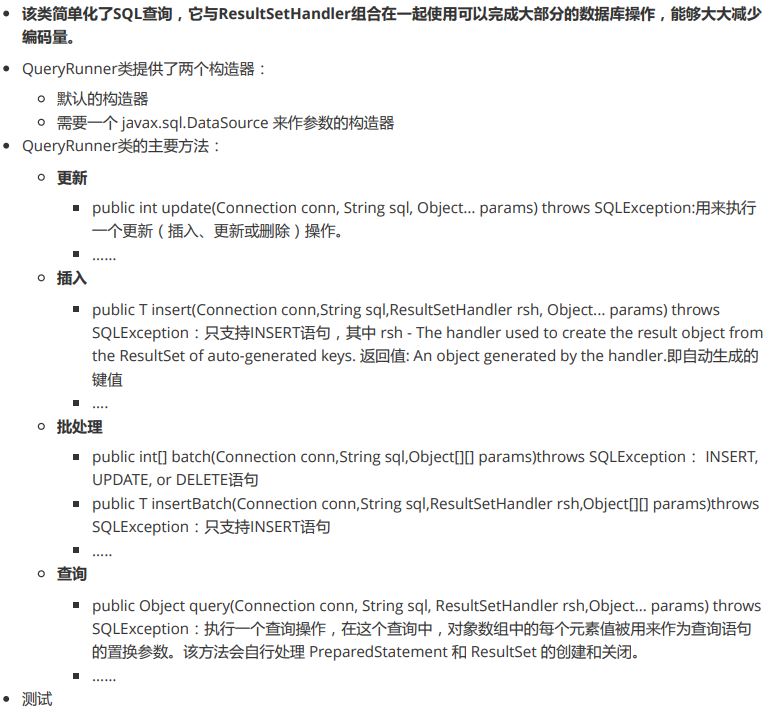 该类简单化了SQL查询，它与ResultSetHandler组合在一起使用可以完成大部分的数据库操作，能够大大减少
编码量。
QueryRunner类提供了两个构造器：
默认的构造器
需要一个 javax.sql.DataSource 来作参数的构造器
QueryRunner类的主要方法：
更新
public int update(Connection conn, String sql, Object... params) throws SQLException:用来执行
一个更新（插入、更新或删除）操作。
......
插入
public T insert(Connection conn,String sql,ResultSetHandler rsh, Object... params) throws
SQLException：只支持INSERT语句，其中 rsh - The handler used to create the result object from
the ResultSet of auto-generated keys. 返回值: An object generated by the handler.即自动生成的
键值
....
批处理
public int[] batch(Connection conn,String sql,Object[][] params)throws SQLException： INSERT,
UPDATE, or DELETE语句
public T insertBatch(Connection conn,String sql,ResultSetHandler rsh,Object[][] params)throws
SQLException：只支持INSERT语句
.....
查询
public Object query(Connection conn, String sql, ResultSetHandler rsh,Object... params) throws
SQLException：执行一个查询操作，在这个查询中，对象数组中的每个元素值被用来作为查询语句
的置换参数。该方法会自行处理 PreparedStatement 和 ResultSet 的创建和关闭。
......
测试